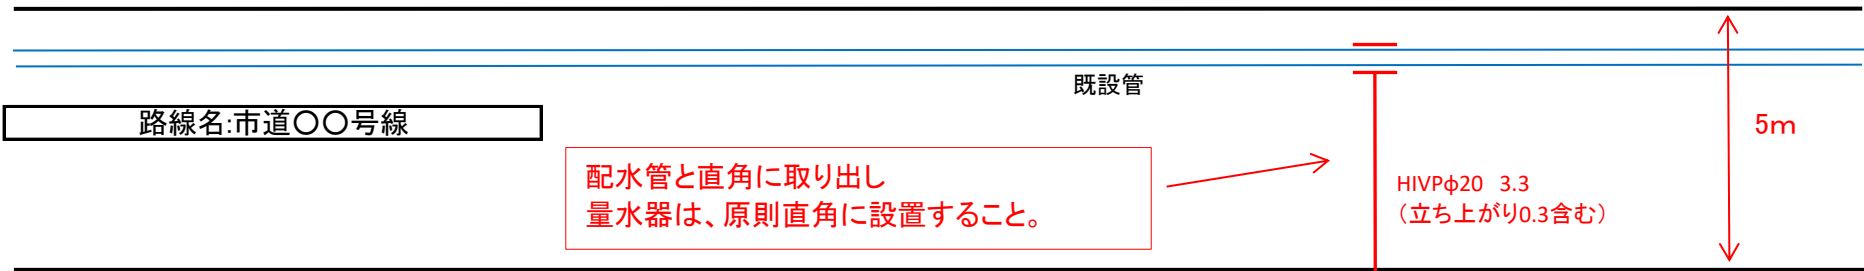 既設管
路線名:市道〇〇号線
5m
配水管と直角に取り出し
量水器は、原則直角に設置すること。
HIVPφ20 3.3
（立ち上がり0.3含む）